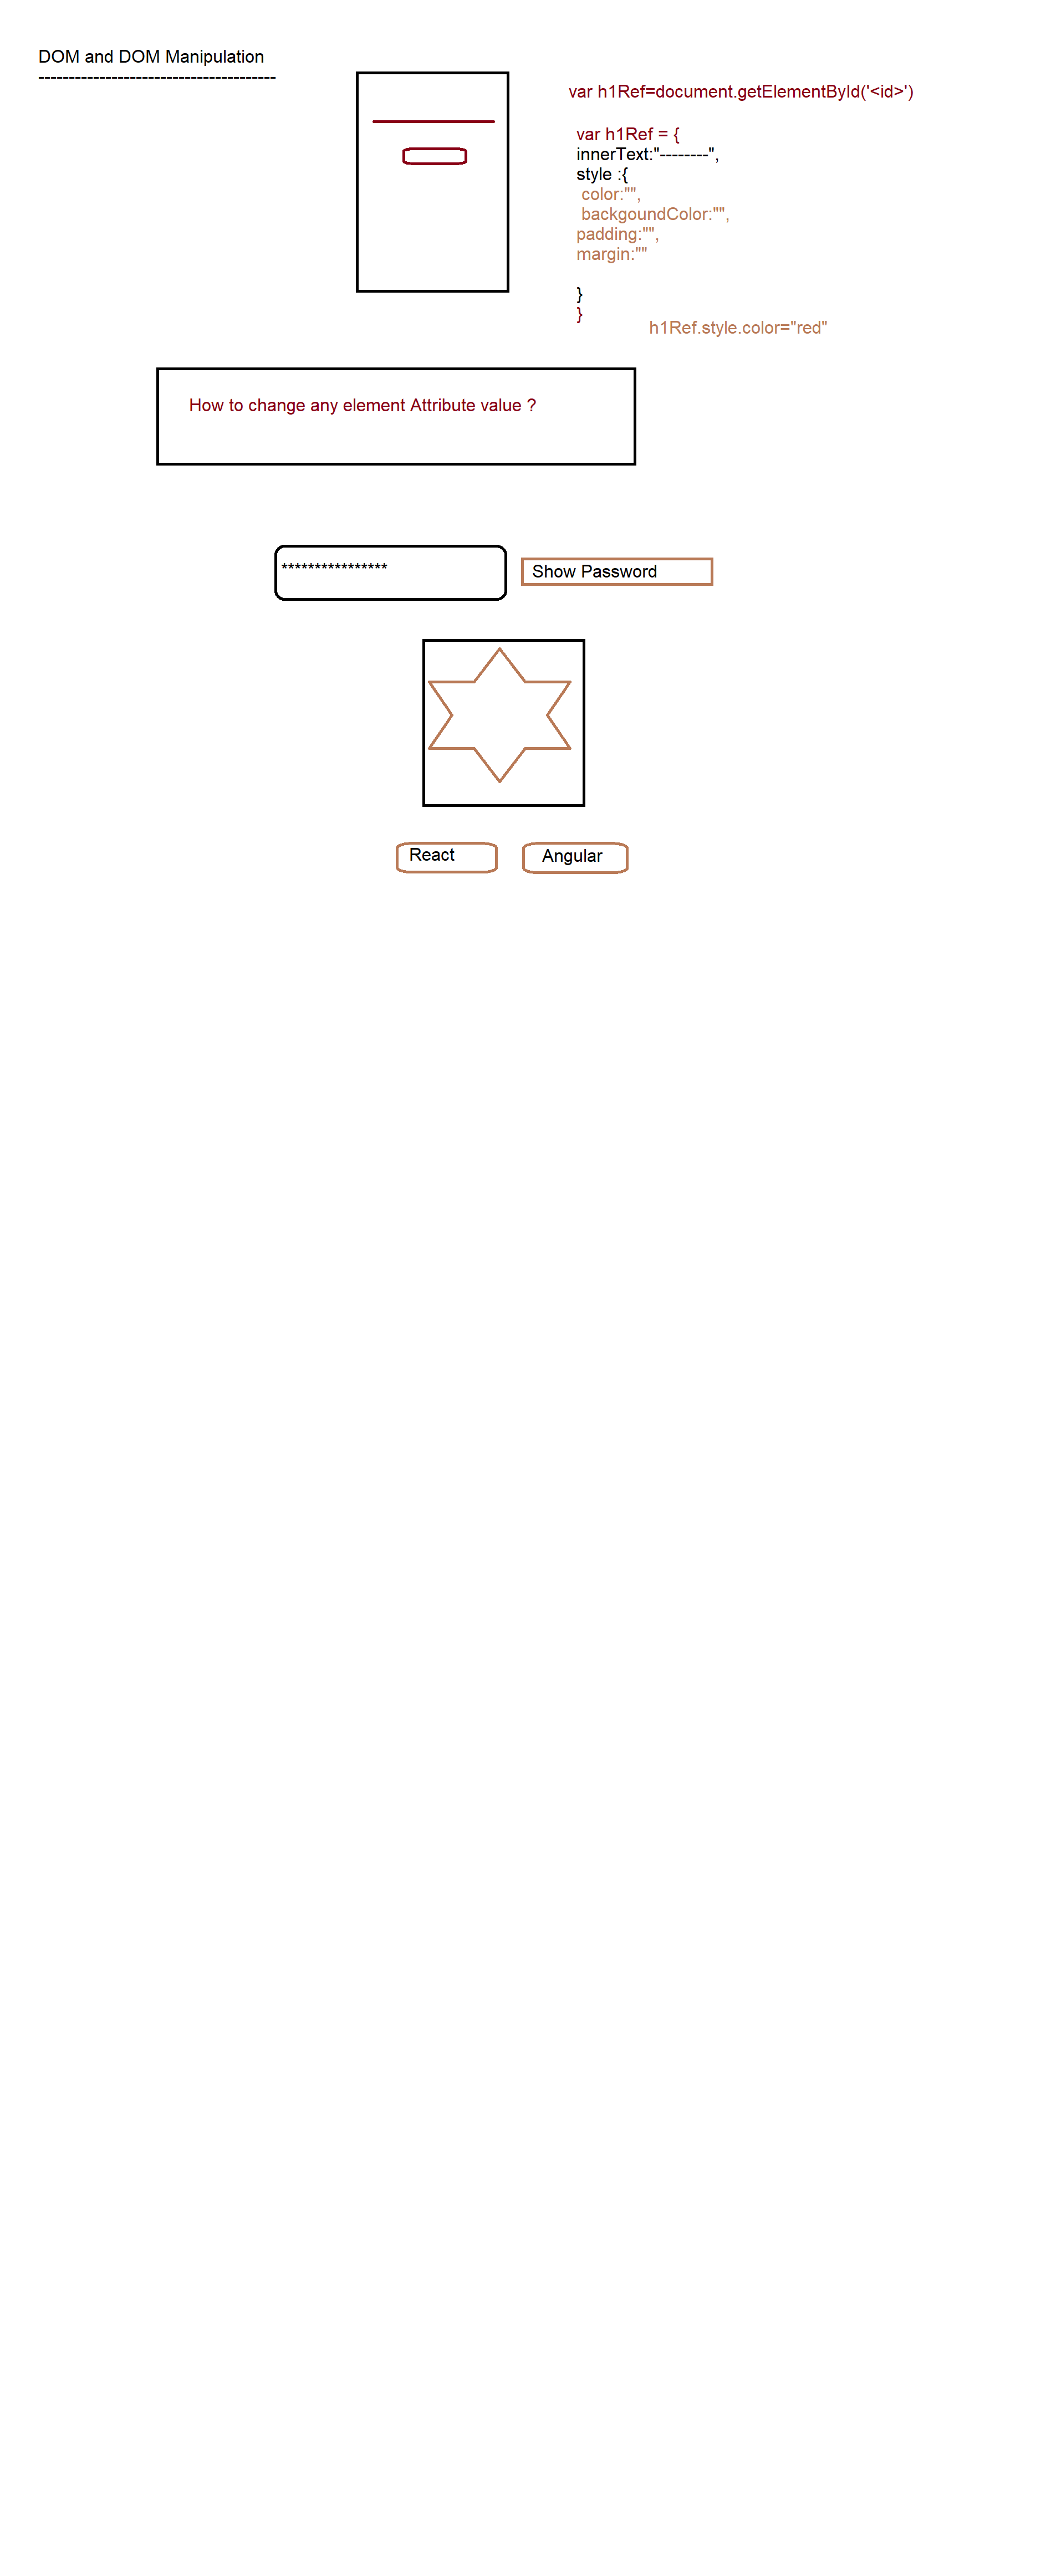 DOM and DOM Manipulation
---------------------------------------
var h1Ref=document.getElementById('<id>')
var h1Ref = {
innerText:"--------",
style :{
color:"",
backgoundColor:"",
padding:"",
margin:""
}
}
h1Ref.style.color="red"
How to change any element Attribute value ?
****************
Show Password
React
Angular